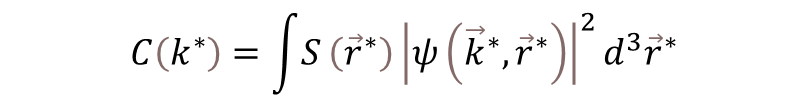 C(k*) = ∫ S(r⃗*) |ψ(k⃗*, r⃗*)|² d³r⃗*